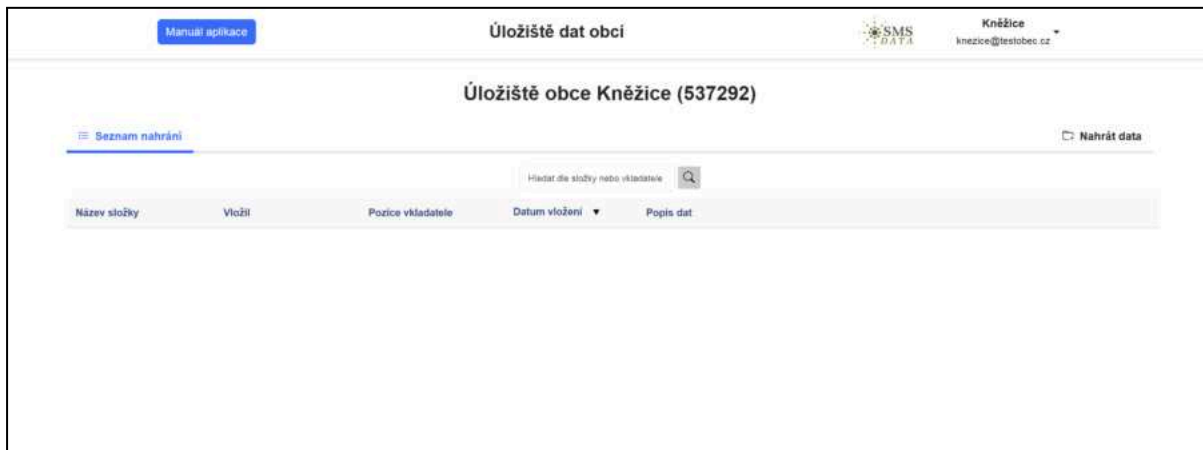 Manuál aplikace
Úložiště dat obcí
SMS
DATA
Kněžice
knezice@testobec.cz
Úložiště obce Kněžice (537292)
Seznam nahrání
Nahrát data
Hledat dle složky nebo vkladatele
Název složky Vložil Pozice vkladatele Datum vložení ▼ Popis dat